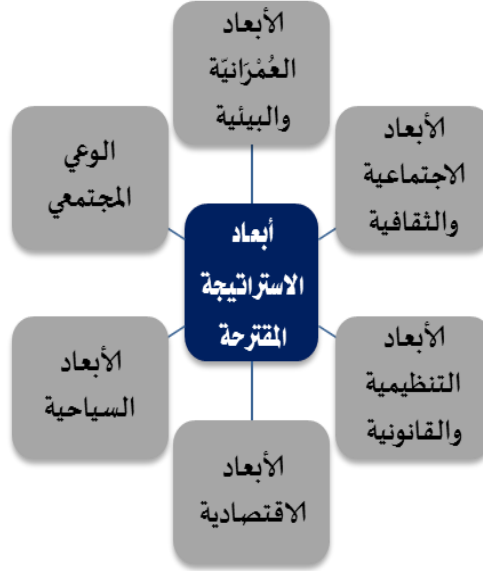 الأبعاد
العُمْرَانيّة
والبيئية
الأبعاد
الاجتماعية
والثقافية
الوعي
المجتمعي
أبعاد
الاستراتيجة
المقترحة
الأبعاد
التنظيمية
والقانونية
الأبعاد
السياحية
الأبعاد
الاقتصادية